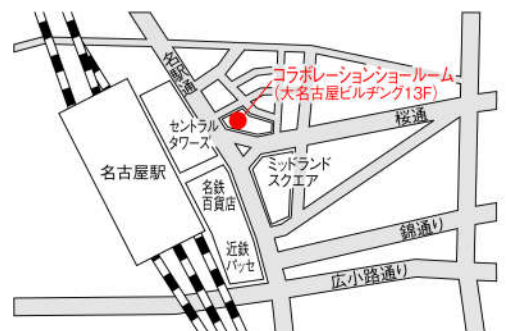 名駅通
コラボレーションショールーム
（大名古屋ビルヂング13F）
桜通
セントラル
タワーズ
ミッドランド
スクエア
名古屋駅
名鉄
百貨店
近鉄
パッセ
錦通り
広小路通り